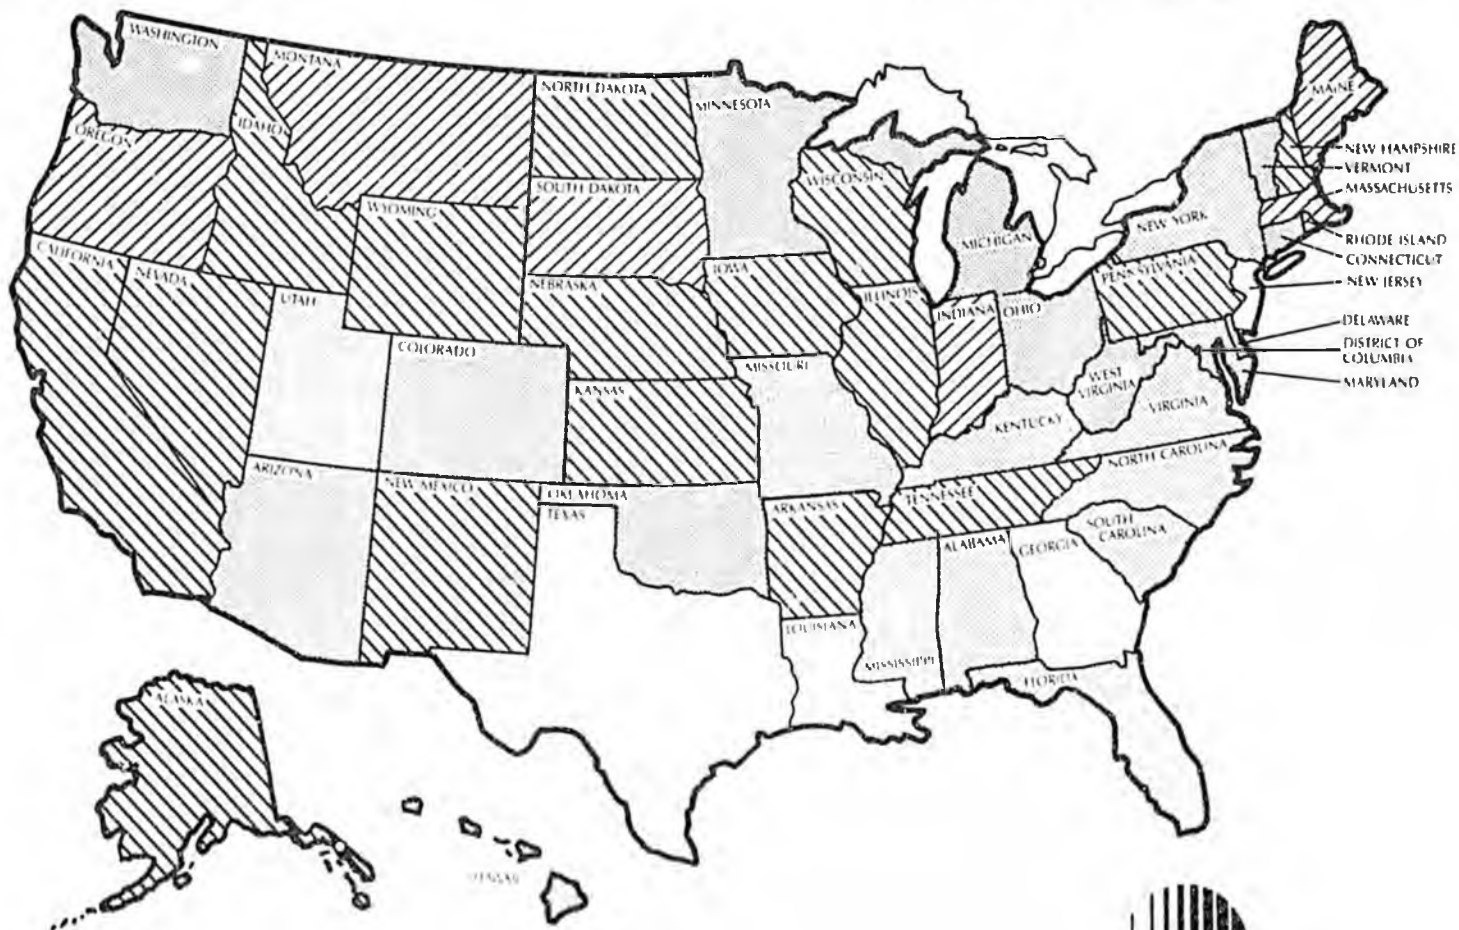 WASHINGTON
MONTANA
NORTH DAKOTA
MINNESOTA
MAINE
OREGON
IDAHO
NEW HAMPSHIRE
VERMONT
SOUTH DAKOTA
WISCONSIN
MASSACHUSETTS
WYOMING
NEW YORK
MICHIGAN
RHODE ISLAND
CALIFORNIA
NEVADA
IOWA
PENNSYLVANIA
CONNECTICUT
NEBRASKA
NEW JERSEY
UTAH
ILLINOIS
INDIANA
OHIO
DELAWARE
COLORADO
DISTRICT OF
COLUMBIA
MISSOURI
WEST
VIRGINIA
MARYLAND
KANSAS
VIRGINIA
KENTUCKY
ARIZONA
NORTH CAROLINA
NEW MEXICO
OKLAHOMA
TENNESSEE
TEXAS
ARKANSAS
SOUTH
CAROLINA
ALABAMA
GEORGIA
LOUISIANA
MISSISSIPPI
FLORIDA
ALASKA